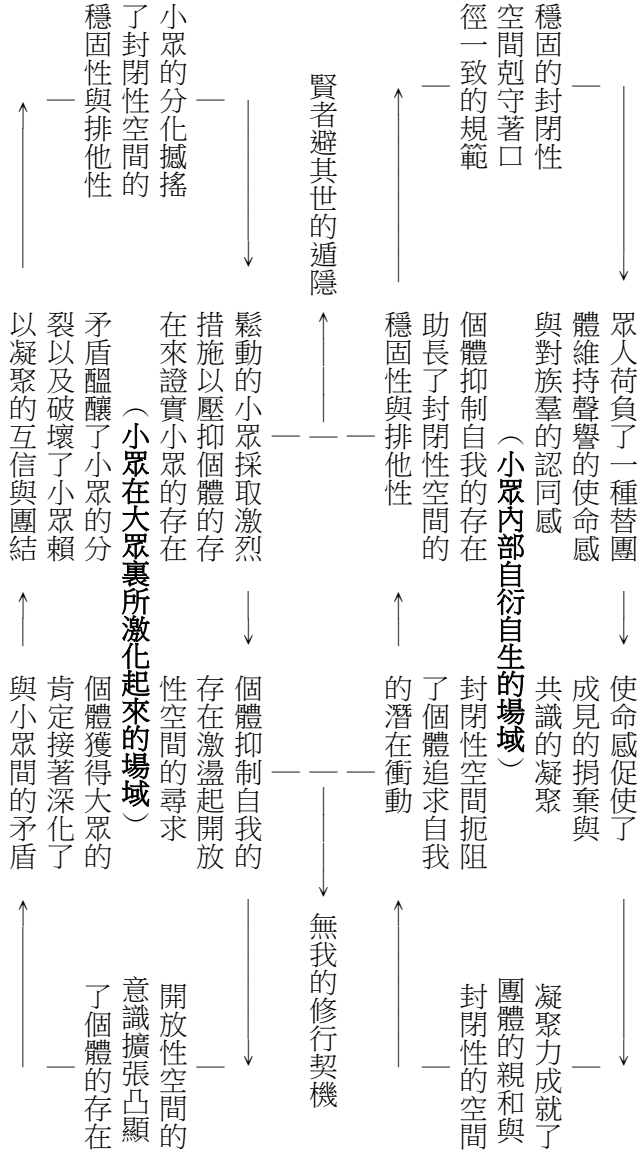 穩固的封閉性
空間剋守著口
徑一致的規範
眾人荷負了一種替團
體維持聲譽的使命感
與對族羣的認同感
使命感促使了
成見的捐棄與
共識的凝聚
凝聚力成就了
團體的親和與
封閉性的空間
（小眾內部自衍自生的場域）
個體抑制自我的存在
助長了封閉性空間的
穩固性與排他性
封閉性空間扼阻
了個體追求自我
的潛在衝動
賢者避其世的遁隱
無我的修行契機
小眾的分化撼搖
了封閉性空間的
穩固性與排他性
鬆動的小眾採取激烈
措施以壓抑個體的存
在來證實小眾的存在
個體抑制自我的
存在激盪起開放
性空間的尋求
開放性空間的
意識擴張凸顯
了個體的存在
（小眾在大眾裏所激化起來的場域）
矛盾醞釀了小眾的分
裂以及破壞了小眾賴
以凝聚的互信與團結
個體獲得大眾的
肯定接著深化了
與小眾間的矛盾